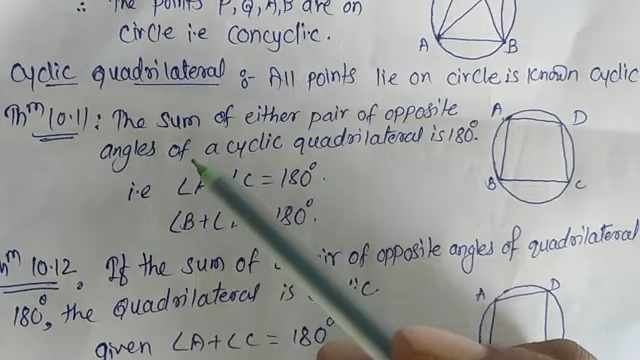 ∴ The points P, Q, A, B are on
circle i.e concyclic.
A B
Cyclic quadrilateral :- All points lie on circle is known cyclic
Thm 10.11: The sum of either pair of opposite
angles of a cyclic quadrilateral is 180°.
A D
B C
i.e ∠A ∠C = 180°.
∠B+∠ 180°.
Thm 10.12. If the sum of pair of opposite angles of quadrilateral
180°, the quadrilateral is
A D
given ∠A+∠C = 180°